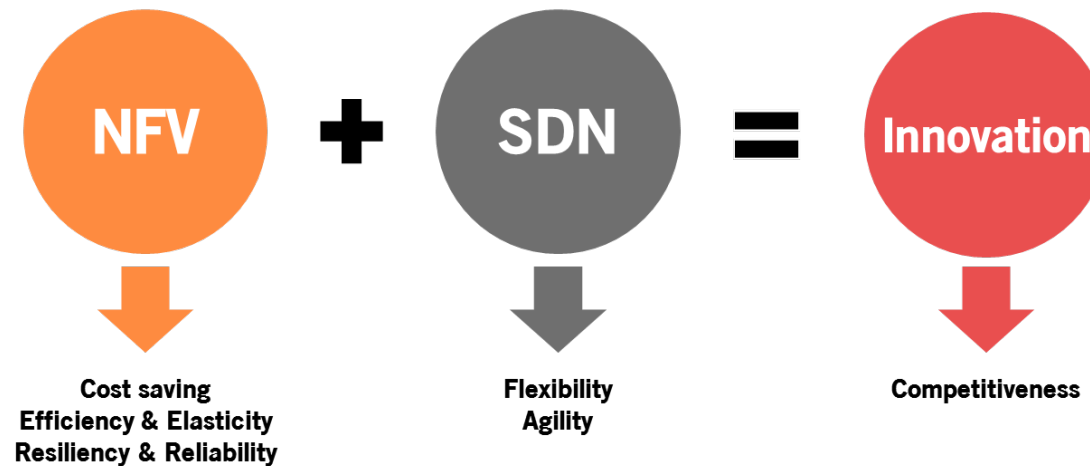 NFV
SDN
Innovation
Cost saving
Efficiency & Elasticity
Resiliency & Reliability
Flexibility
Agility
Competitiveness